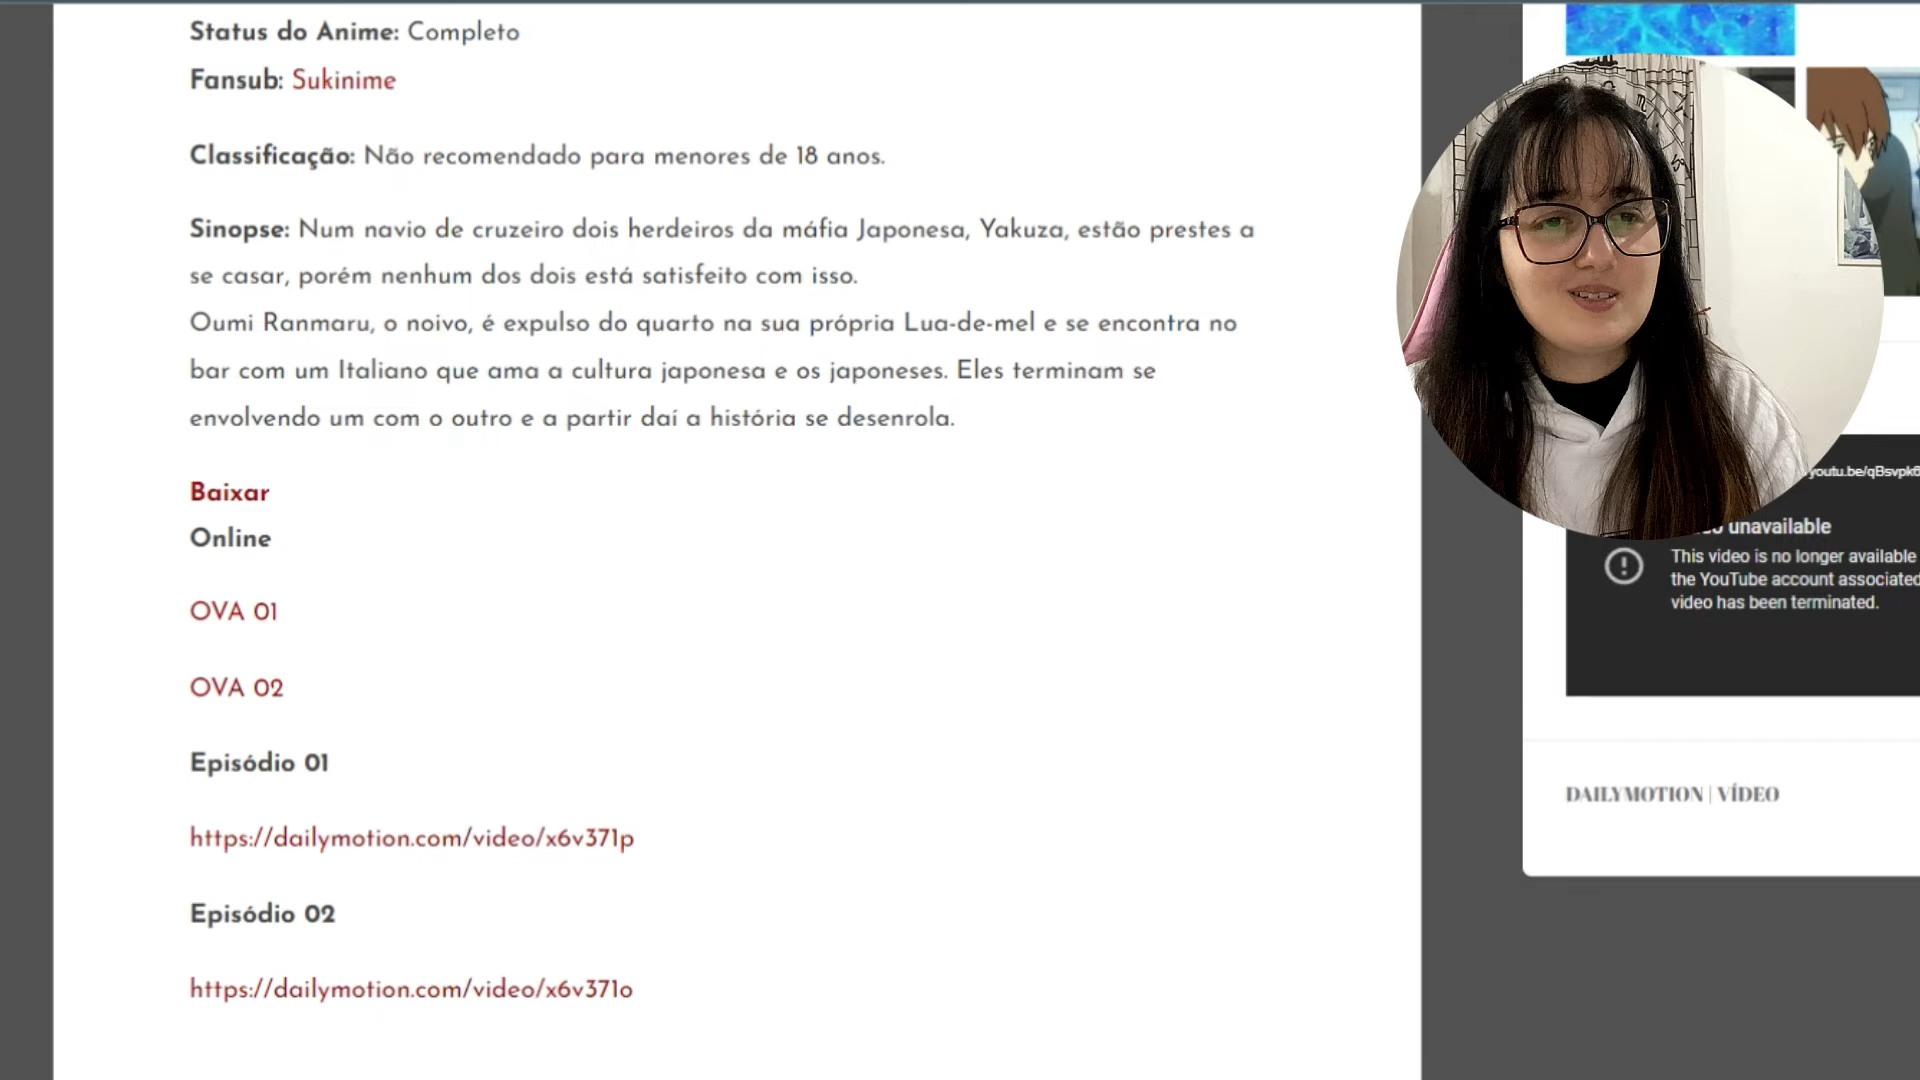 Status do Anime: Completo
Fansub: Sukinime
Classificação: Não recomendado para menores de 18 anos.
Sinopse: Num navio de cruzeiro dois herdeiros da máfia Japonesa, Yakuza, estão prestes a
se casar, porém nenhum dos dois está satisfeito com isso.
Oumi Ranmaru, o noivo, é expulso do quarto na sua própria Lua-de-mel e se encontra no
bar com um Italiano que ama a cultura japonesa e os japoneses. Eles terminam se
envolvendo um com o outro e a partir daí a história se desenrola.
Baixar
Online
OVA 01
OVA 02
Episódio 01
https://dailymotion.com/video/x6v371p
Episódio 02
https://dailymotion.com/video/x6v371o
youtu.be/qBsvpk6
unavailable
This video is no longer available
the YouTube account associated
video has been terminated.
DAILYMOTION | VÍDEO